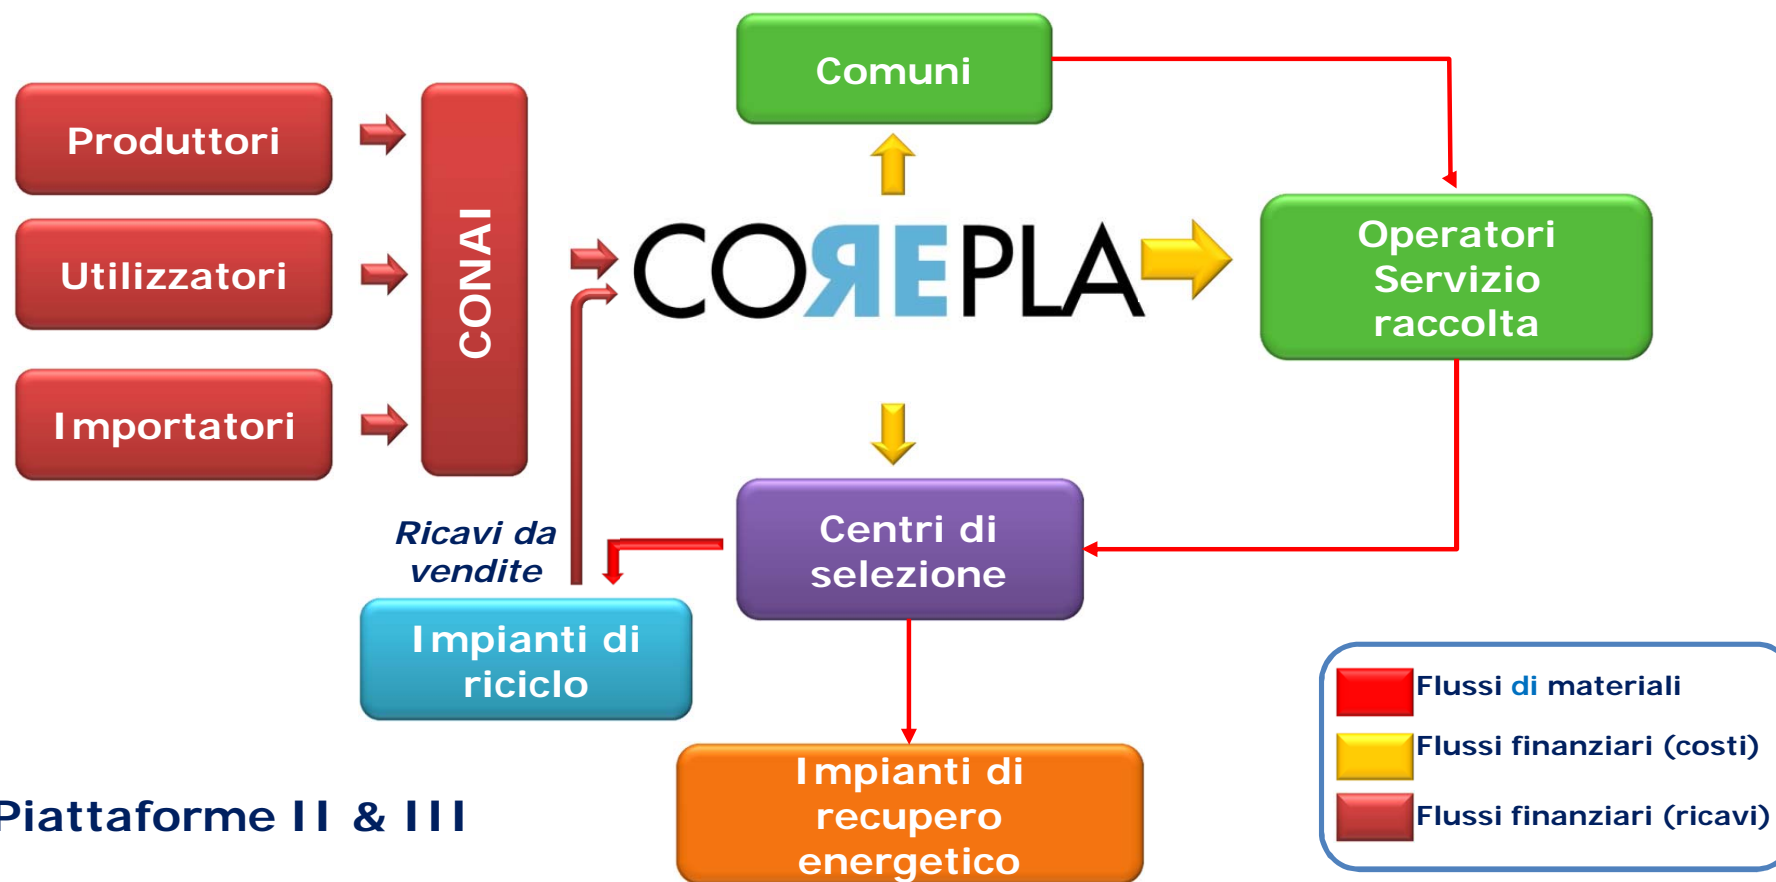 Comuni
Produttori
Utilizzatori
Importatori
CONAI
COREPLA
Operatori
Servizio
raccolta
Ricavi da
vendite
Centri di
selezione
Impianti di
riciclo
Impianti di
recupero
energetico
Flussi di materiali
Flussi finanziari (costi)
Flussi finanziari (ricavi)
Piattaforme II & III